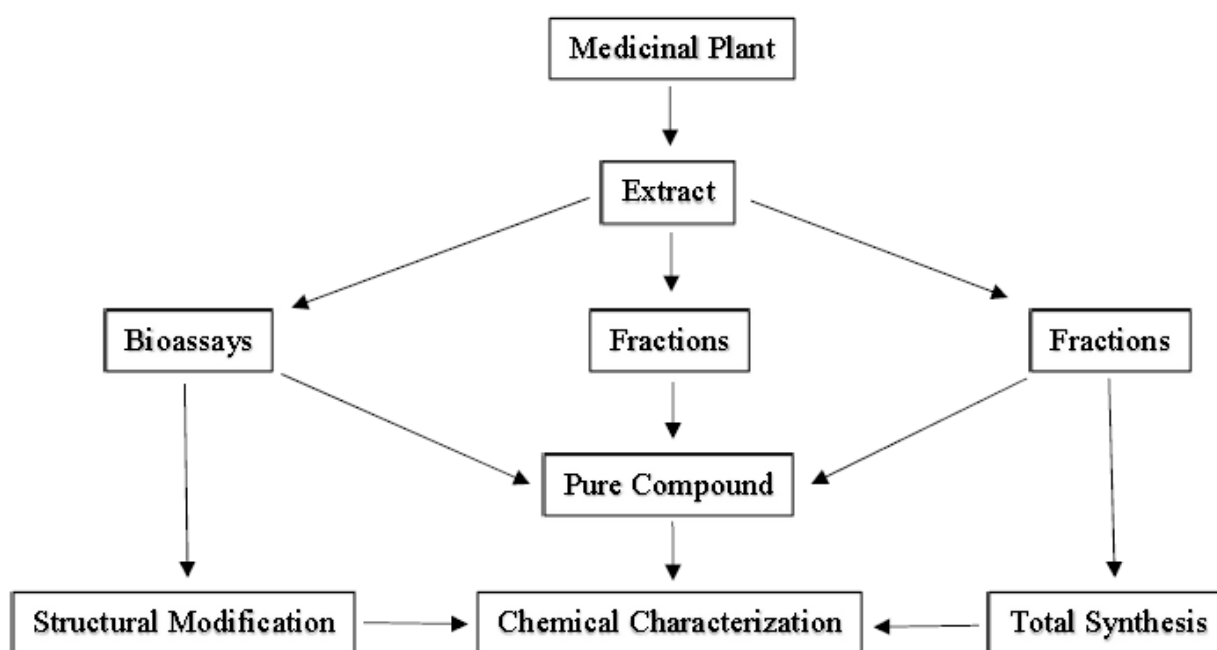 Medicinal Plant
Extract
Bioassays
Fractions
Fractions
Pure Compound
Structural Modification
Chemical Characterization
Total Synthesis